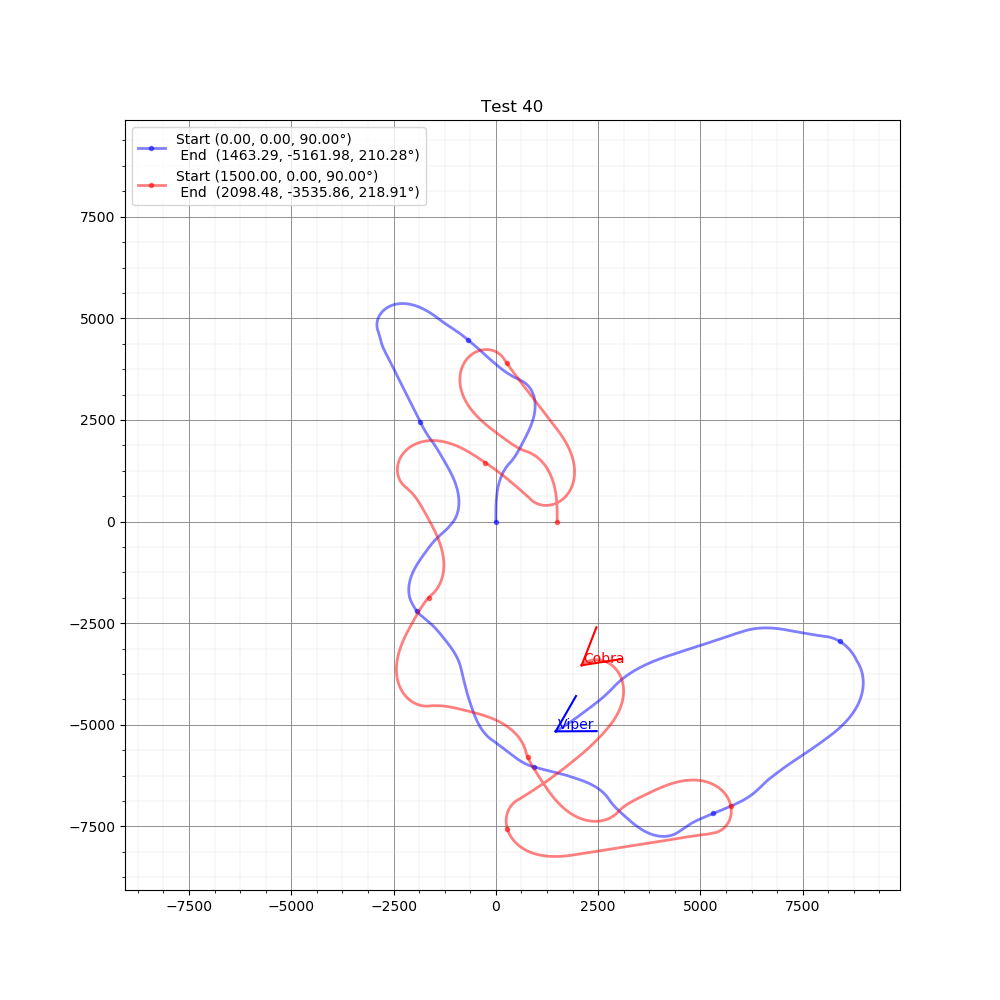 Test 40
Start (0.00, 0.00, 90.00°)
End  (1463.29, -5161.98, 210.28°)
Start (1500.00, 0.00, 90.00°)
End  (2098.48, -3535.86, 218.91°)
7500
5000
2500
0
−2500
−5000
−7500
Cobra
Viper
−7500
−5000
−2500
0
2500
5000
7500